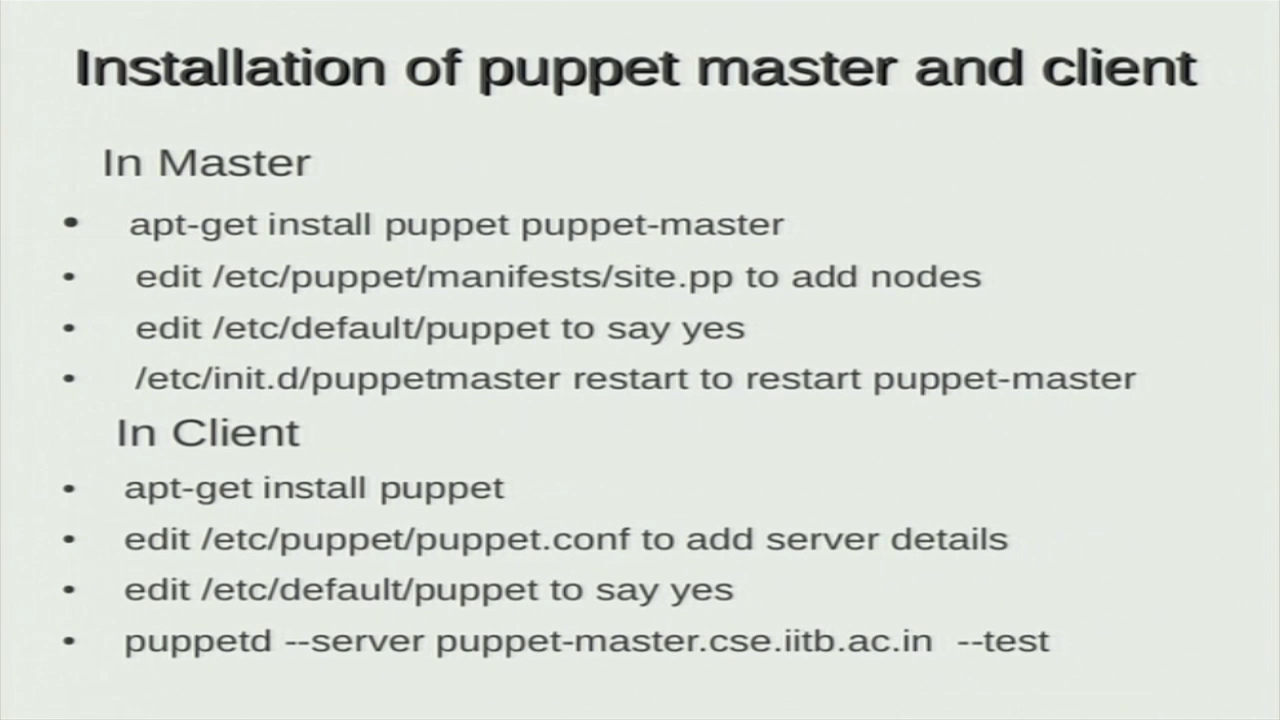 Installation of puppet master and client
In Master
• apt-get install puppet puppet-master
• edit /etc/puppet/manifests/site.pp to add nodes
• edit /etc/default/puppet to say yes
• /etc/init.d/puppetmaster restart to restart puppet-master
In Client
• apt-get install puppet
• edit /etc/puppet/puppet.conf to add server details
• edit /etc/default/puppet to say yes
• puppetd --server puppet-master.cse.iitb.ac.in --test